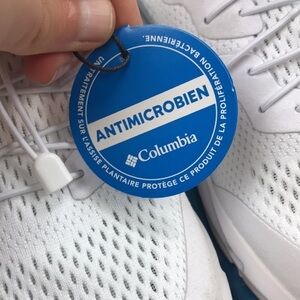 UN TRAITEMENT SUR L'ASSISE PLANTAIRE PROTÈGE CE PRODUIT DE LA PROLIFÉRATION BACTÉRIENNE.
ANTIMICROBIEN
Columbia